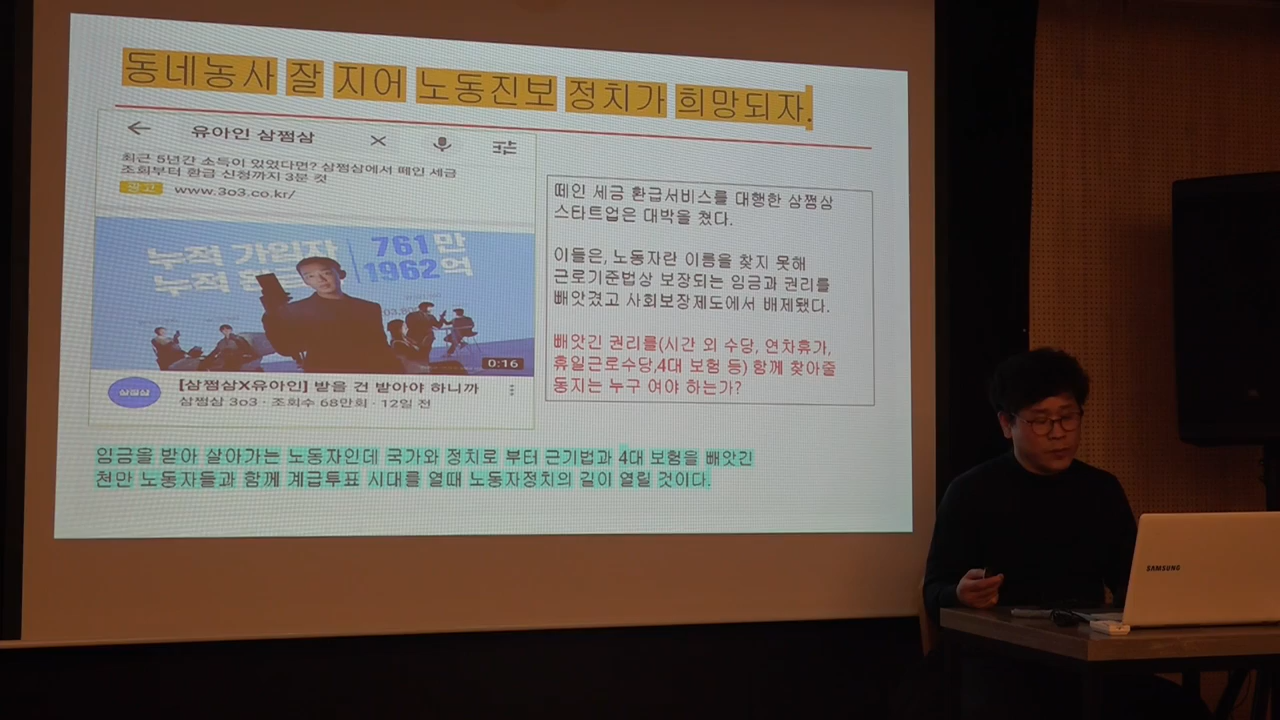 동네농사 잘 지어 노동진보 정치가 희망되자.
유아인 삼쩜삼
최근 5년간 소득이 있었다면? 삼쩜삼에서 떼인 세금
조회부터 환급 신청까지 3분 컷
광고 www.3o3.co.kr/
누적 가입자 761만
누적 환급 1962억
0:16
삼쩜삼
[삼쩜삼X유아인] 받을 건 받아야 하니까
삼쩜삼 3o3 · 조회수 68만회 · 12일 전
떼인 세금 환급서비스를 대행한 삼쩜삼
스타트업은 대박을 쳤다.
이들은, 노동자란 이름을 찾지 못해
근로기준법상 보장되는 임금과 권리를
빼앗겼고 사회보장제도에서 배제됐다.
빼앗긴 권리를(시간 외 수당, 연차휴가,
휴일근로수당,4대 보험 등) 함께 찾아줄
동지는 누구 여야 하는가?
임금을 받아 살아가는 노동자인데 국가와 정치로 부터 근기법과 4대 보험을 빼앗긴
천만 노동자들과 함께 계급투표 시대를 열때 노동자정치의 길이 열릴 것이다.
SAMSUNG